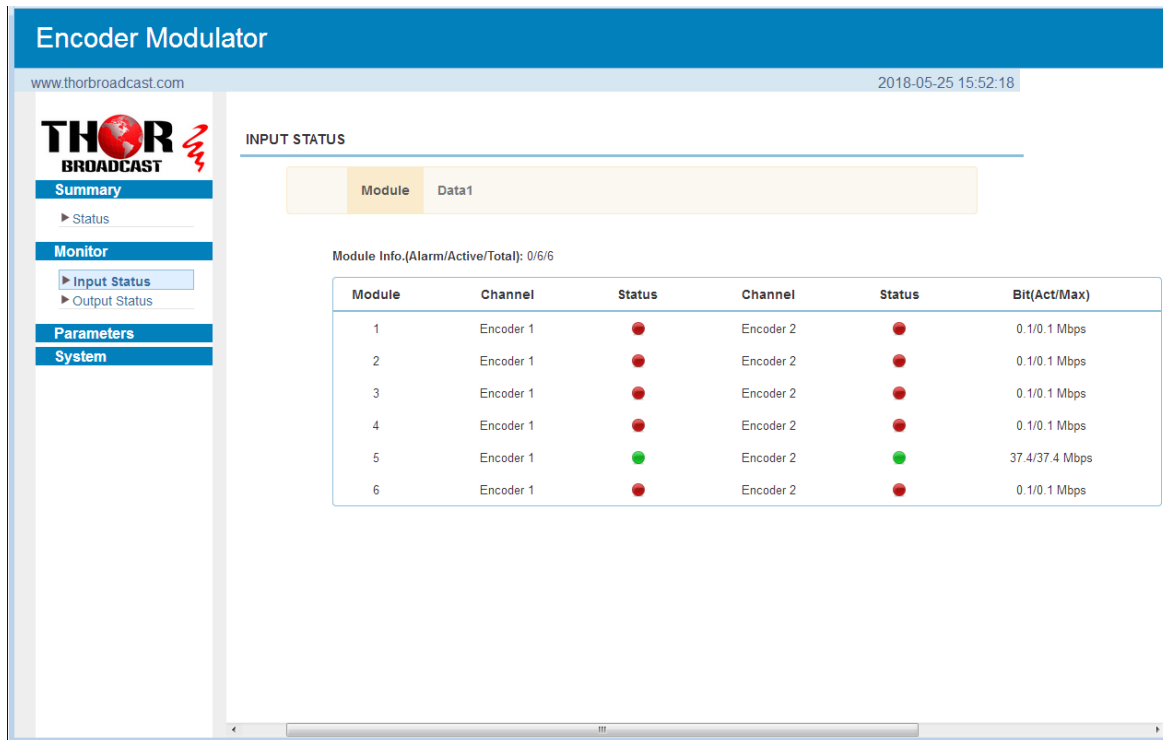 Encoder Modulator
www.thorbroadcast.com 2018-05-25 15:52:18
THOR
BROADCAST
Summary
Status
Monitor
Input Status
Output Status
Parameters
System
INPUT STATUS
Module Data1
Module Info.(Alarm/Active/Total): 0/6/6
Module Channel Status Channel Status Bit(Act/Max)
1 Encoder 1 Encoder 2 0.1/0.1 Mbps
2 Encoder 1 Encoder 2 0.1/0.1 Mbps
3 Encoder 1 Encoder 2 0.1/0.1 Mbps
4 Encoder 1 Encoder 2 0.1/0.1 Mbps
5 Encoder 1 Encoder 2 37.4/37.4 Mbps
6 Encoder 1 Encoder 2 0.1/0.1 Mbps